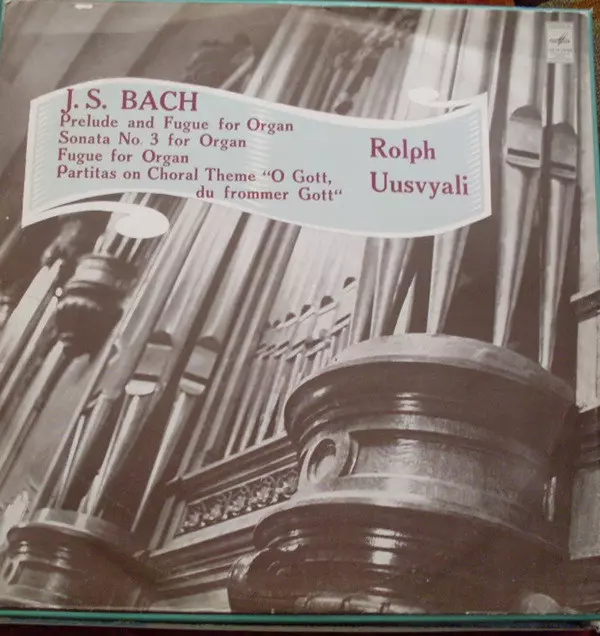 J. S. BACH
Prelude and Fugue for Organ
Sonata No. 3 for Organ
Fugue for Organ
Partitas on Choral Theme "O Gott,
du frommer Gott"
Rolph
Uusvyali